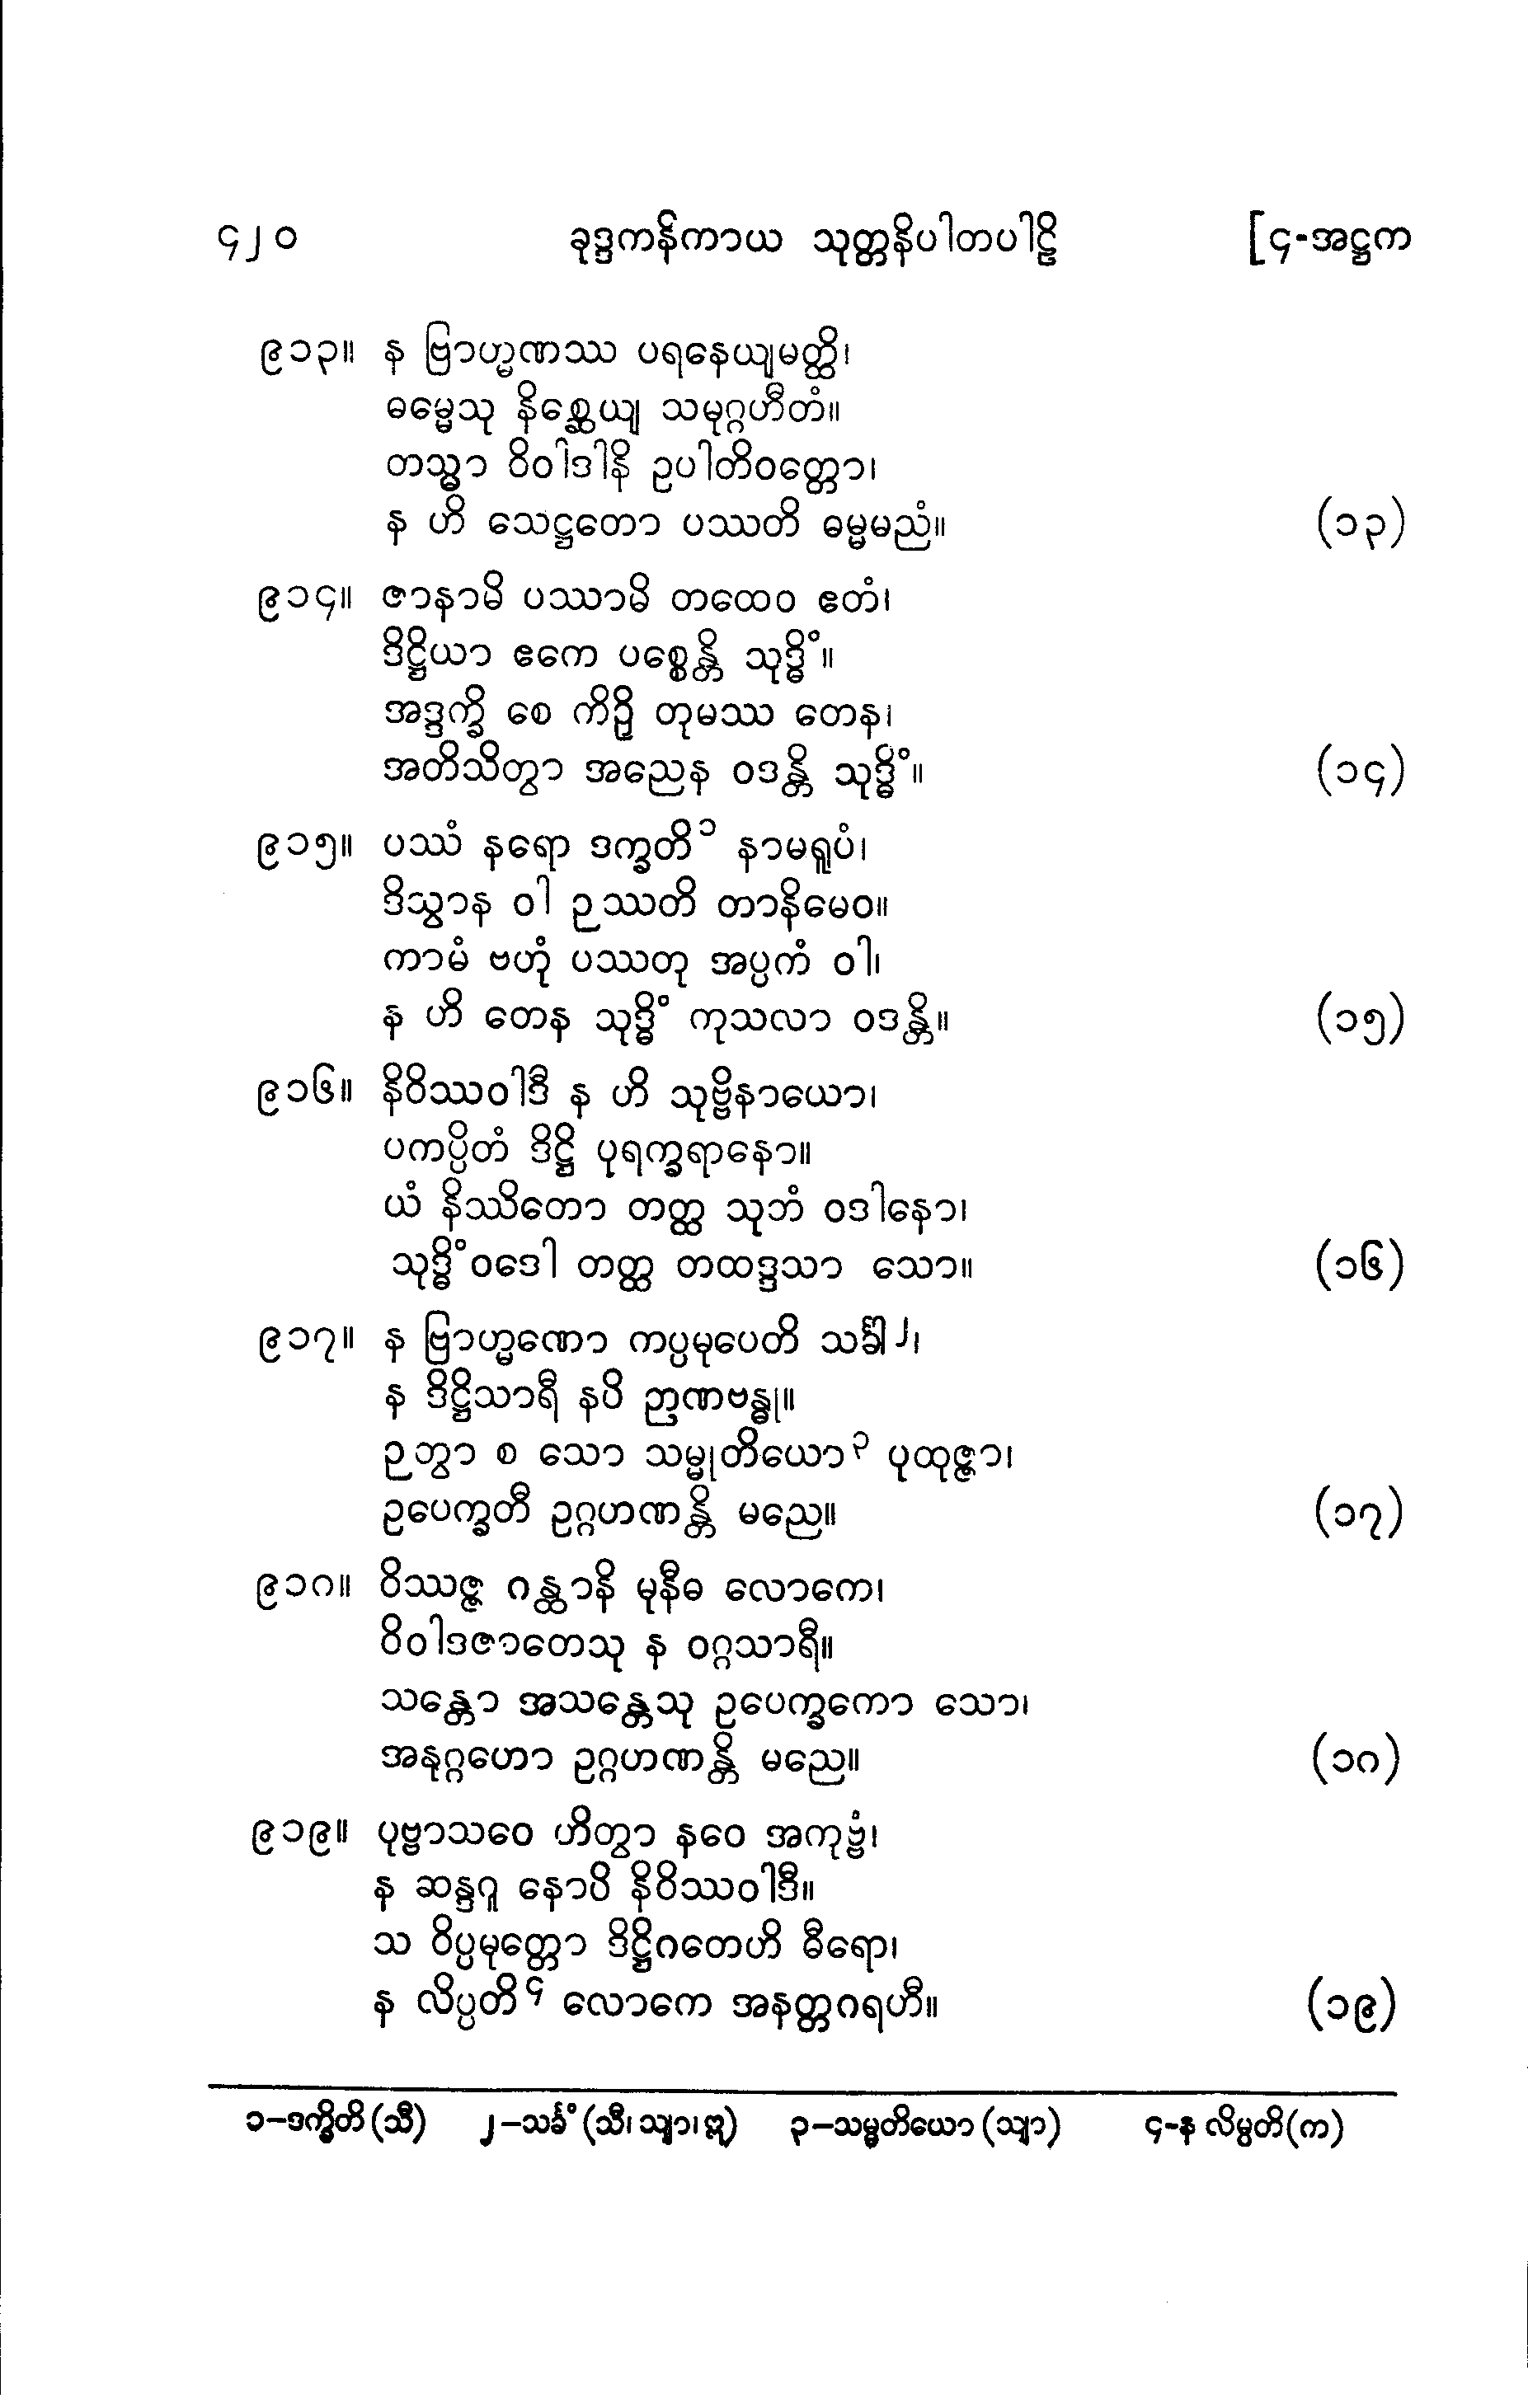 ၄၂၀ ခုဒ္ဒကနိကာယ သုတ္တနိပါတပါဠိ [၄-အဋ္ဌက
၉၁၃။ န ဗြာဟ္မဏဿ ပရနေယျမတ္ထိ၊
ဓမ္မေသု နိစ္ဆေယျ သမုဂ္ဂဟီတံ။
တသ္မာ ဝိဝါဒါနိ ဥပါတိဝတ္တော၊
န ဟိ သေဋ္ဌတော ပဿတိ ဓမ္မမညံ။ (၁၃)
၉၁၄။ ဇာနာမိ ပဿာမိ တထေဝ ဧတံ၊
ဒိဋ္ဌိယာ ဧကေ ပစ္စေန္တိ သုဒ္ဓိံ။
အဒ္ဒက္ခိ စေ ကိဉှိ တုမဿ တေန၊
အတိသိတွာ အညေန ဝဒန္တိ သုဒ္ဓိံ။ (၁၄)
၉၁၅။ ပဿံ နရော ဒက္ခတိ၁ နာမရူပံ၊
ဒိသွာန ဝါ ဉဿတိ တာနိမေဝ။
ကာမံ ဗဟုံ ပဿတု အပ္ပကံ ဝါ၊
န ဟိ တေန သုဒ္ဓိံ ကုသလာ ဝဒန္တိ။ (၁၅)
၉၁၆။ နိဝိဿဝါဒီ န ဟိ သုဗ္ဗိနာယော၊
ပကပ္ပိတံ ဒိဋ္ဌိ ပုရက္ခရာနော။
ယံ နိဿိတော တတ္ထ သုဘံ ဝဒါနော၊
သုဒ္ဓိံဝဒေါ တတ္ထ တထဒ္ဒသာ သော။ (၁၆)
၉၁၇။ န ဗြာဟ္မဏော ကပ္ပမုပေတိ သင်္ခါ၂၊
န ဒိဋ္ဌိသာရီ နပိ ဉာဏဗန္ဓု။
ဉတွာ စ သော သမ္မုတိယော၃ ပုထုဇ္ဇာ၊
ဥပေက္ခတီ ဥဂ္ဂဟဏန္တိ မညေ။ (၁၇)
၉၁၈။ ဝိဿဇ္ဇ ဂန္ထာနိ မုနီဓ လောကေ၊
ဝိဝါဒဇာတေသု န ဝဂ္ဂသာရီ။
သန္တော အသန္တေသု ဥပေက္ခကော သော၊
အနုဂ္ဂဟော ဥဂ္ဂဟဏန္တိ မညေ။ (၁၈)
၉၁၉။ ပုဗ္ဗာသဝေ ဟိတွာ နဝေ အကုဗ္ဗံ၊
န ဆန္ဒဂူ နောပိ နိဝိဿဝါဒီ။
သ ဝိပ္ပမုတ္တော ဒိဋ္ဌိဂတေဟိ ဓီရော၊
န လိပ္ပတိ၄ လောကေ အနတ္တဂရဟီ။ (၁၉)
၁-ဒက္ခိတိ (သီ) ၂-သင်္ခံ (သီ၊ သျာ၊ ဣ) ၃-သမ္မတိယော (သျာ) ၄-န လိမ္ပတိ (က)